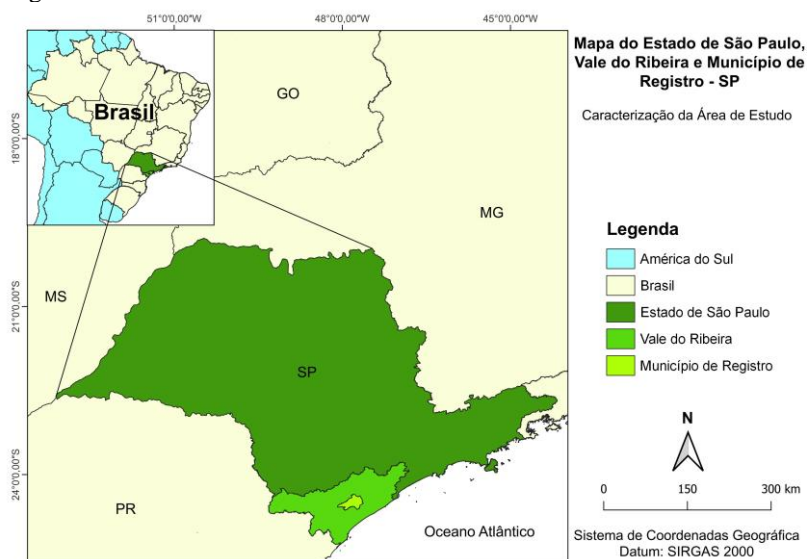 51°0'0,00"S
48°0'0,00"S
45°0'0,00"S
Mapa do Estado de São Paulo,
Vale do Ribeira e Município de
Registro - SP
Caracterização da Área de Estudo
Brasil
GO
18°0'0,00"S
MG
MS
21°0'0,00"S
SP
24°0'0,00"S
PR
Oceano Atlântico
Legenda
América do Sul
Brasil
Estado de São Paulo
Vale do Ribeira
Município de Registro
N
0 150 300 km
Sistema de Coordenadas Geográfica
Datum: SIRGAS 2000